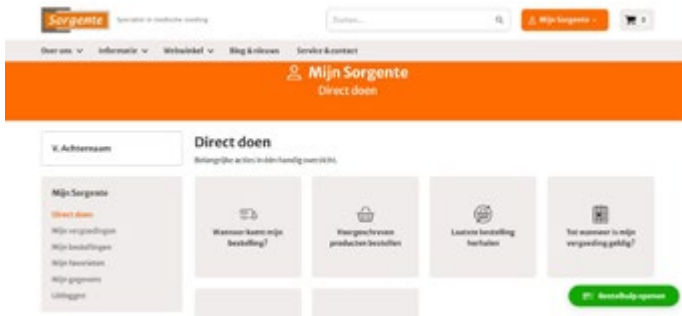 Sorgente
Specialist in medische voeding
Zoeken...
Mijn Sorgente
0
Over ons
Informatie
Webwinkel
Blog & nieuws
Service & contact
Mijn Sorgente
Direct doen
V. Achternaam
Direct doen
Belangrijke acties in één handig overzicht.
Mijn Sorgente
Direct doen
Mijn vergoedingen
Mijn bestellingen
Mijn favorieten
Mijn gegevens
Uitloggen
Wanneer komt mijn
bestelling?
Voorgeschreven
producten bestellen
Laatste bestelling
herhalen
Tot wanneer is mijn
vergoeding geldig?
Bestelhulp openen